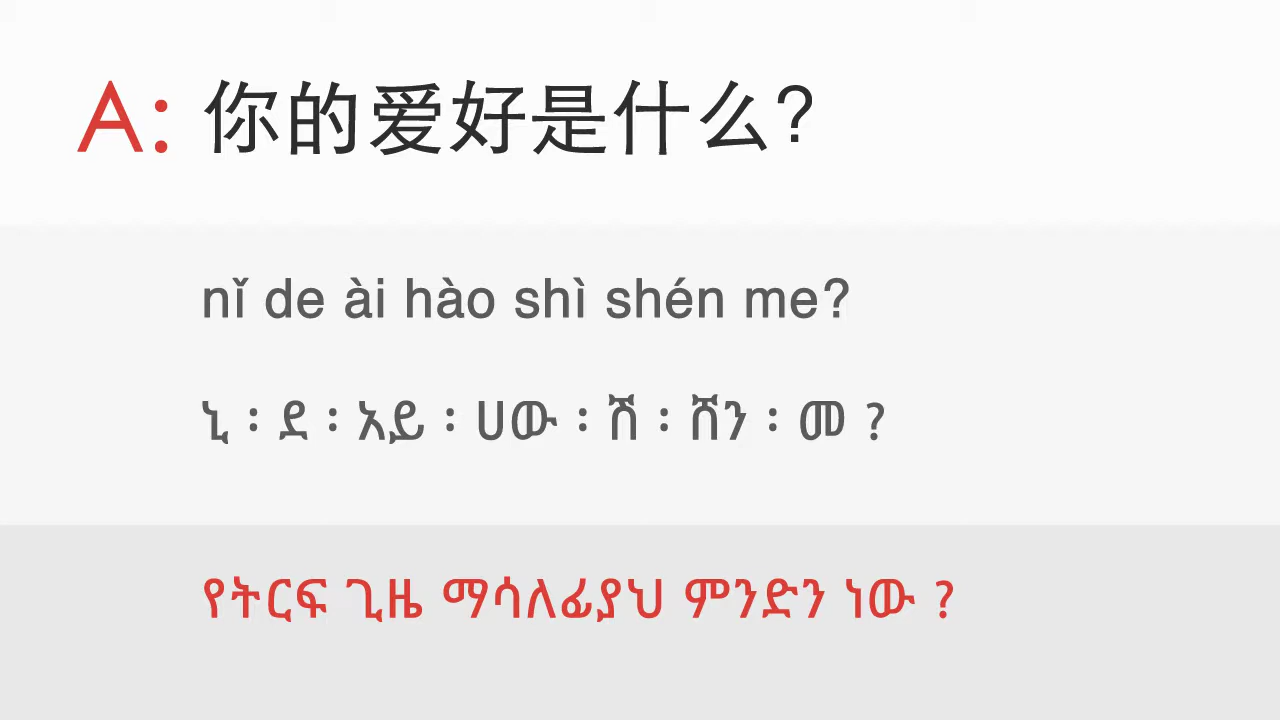 A: 你的爱好是什么?
nǐ de ài hào shì shén me?
ኒ ፡ ደ ፡ አይ ፡ ሀው ፡ ሽ ፡ ሸን ፡ መ ?
የትርፍ ጊዜ ማሳለፊያህ ምንድን ነው ?